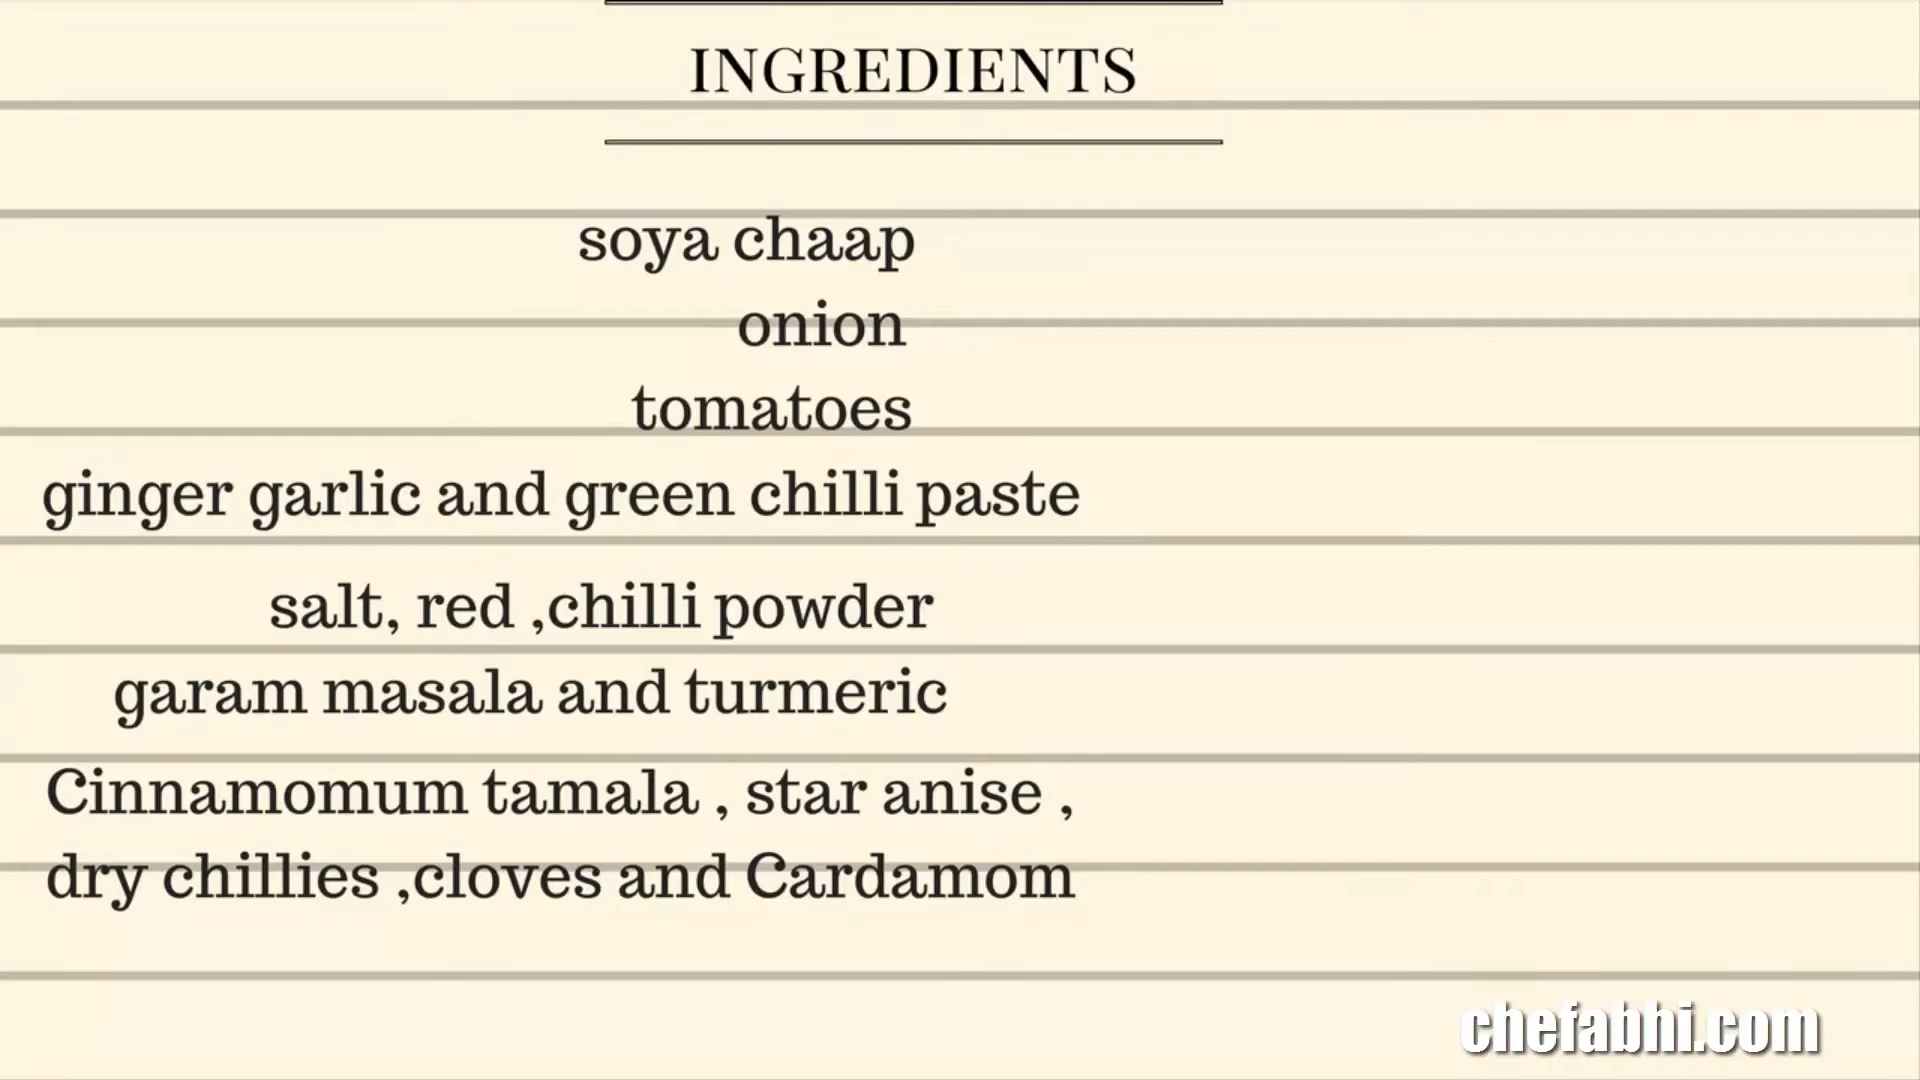 INGREDIENTS
soya chaap
onion
tomatoes
ginger garlic and green chilli paste
salt, red ,chilli powder
garam masala and turmeric
Cinnamomum tamala , star anise ,
dry chillies ,cloves and Cardamom
chefabhi.com